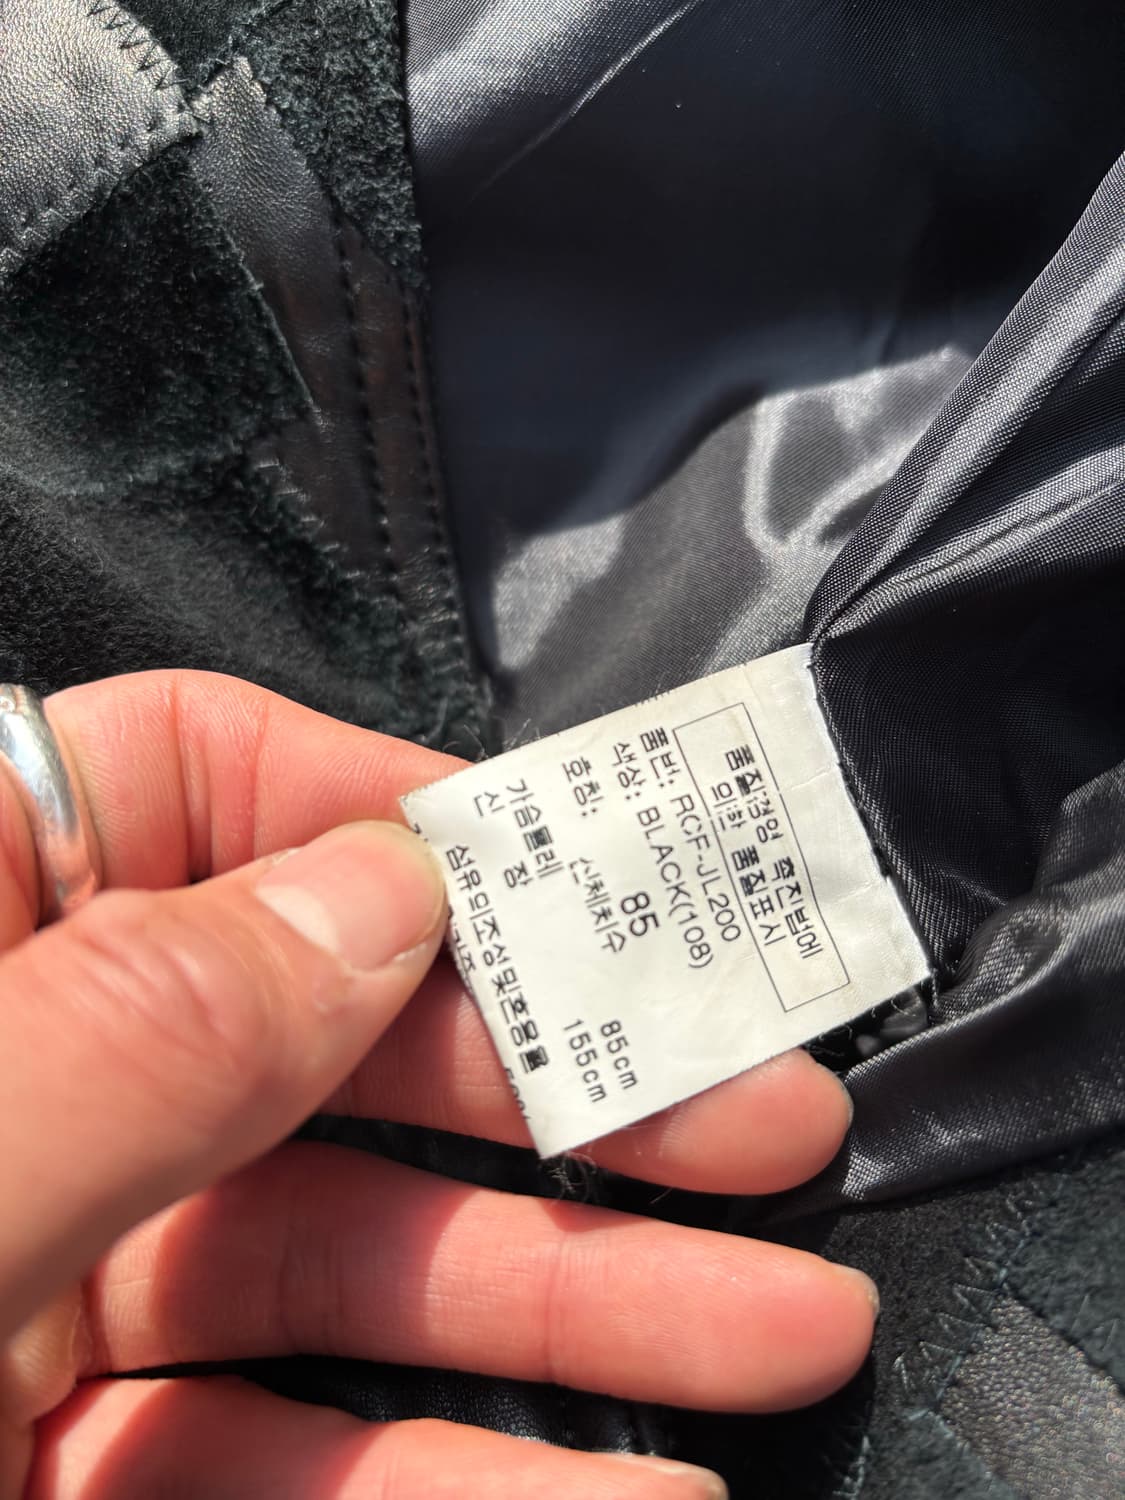 품질경영 촉진법에
의한 품질표시
품번: RCF-JL200
색상: BLACK(108)
호칭: 85
신체치수
가슴둘레 85cm
신 장 155cm
섬유의조성및혼용율